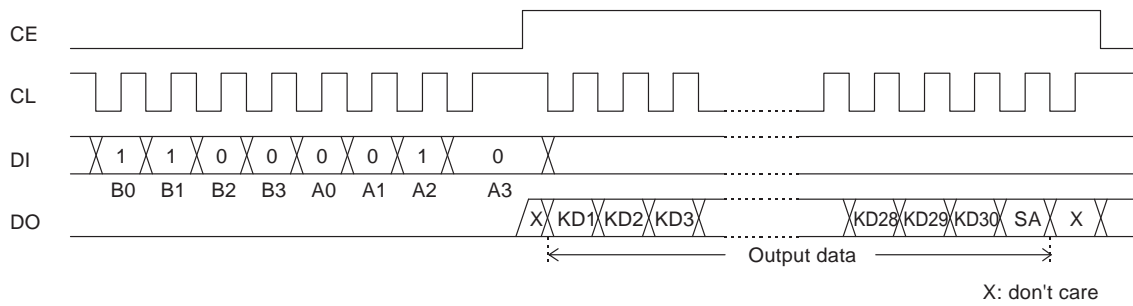 CE
CL
DI 1 1 0 0 0 0 1 0
B0 B1 B2 B3 A0 A1 A2 A3
DO X KD1 KD2 KD3 KD28 KD29 KD30 SA X
Output data
X: don't care